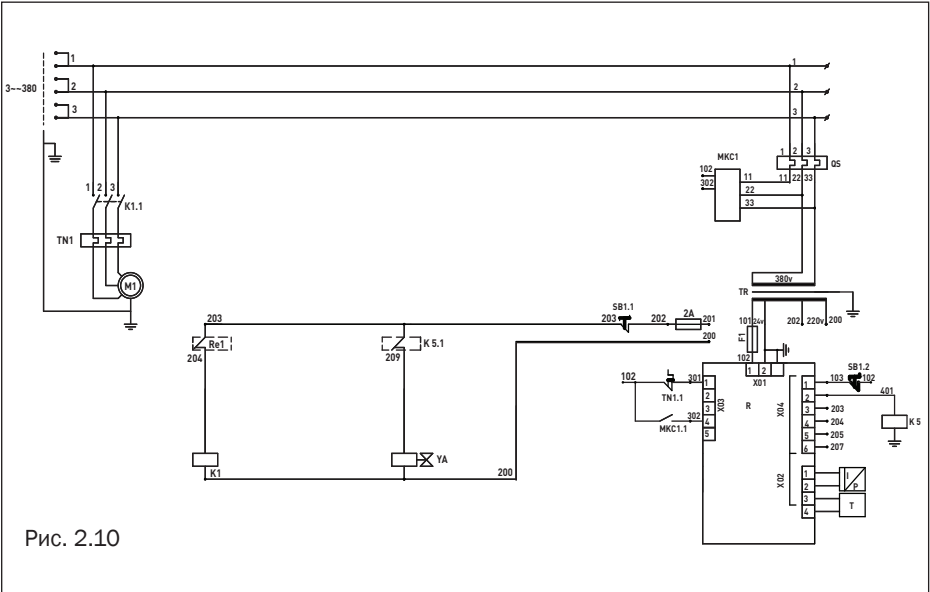 3~~380
1
2
3
1
2
3
1 2 3
K1.1
TN1
M1
MKC1
102
302
11
22
33
1 2 3
QS
11 22 33
380v
TR
101 24v
202 220v 200
F1
102
203
203
SB1.1
202
2A
201
200
Re1
204
K 5.1
209
K1
YA
200
102
301
TN1.1
302
MKC1.1
1 2
X01
R
X03
1
2
3
4
5
X04
1
2
3
4
5
6
103
SB1.2
102
401
K 5
203
204
205
207
X02
1
2
3
4
I
P
T
Рис. 2.10